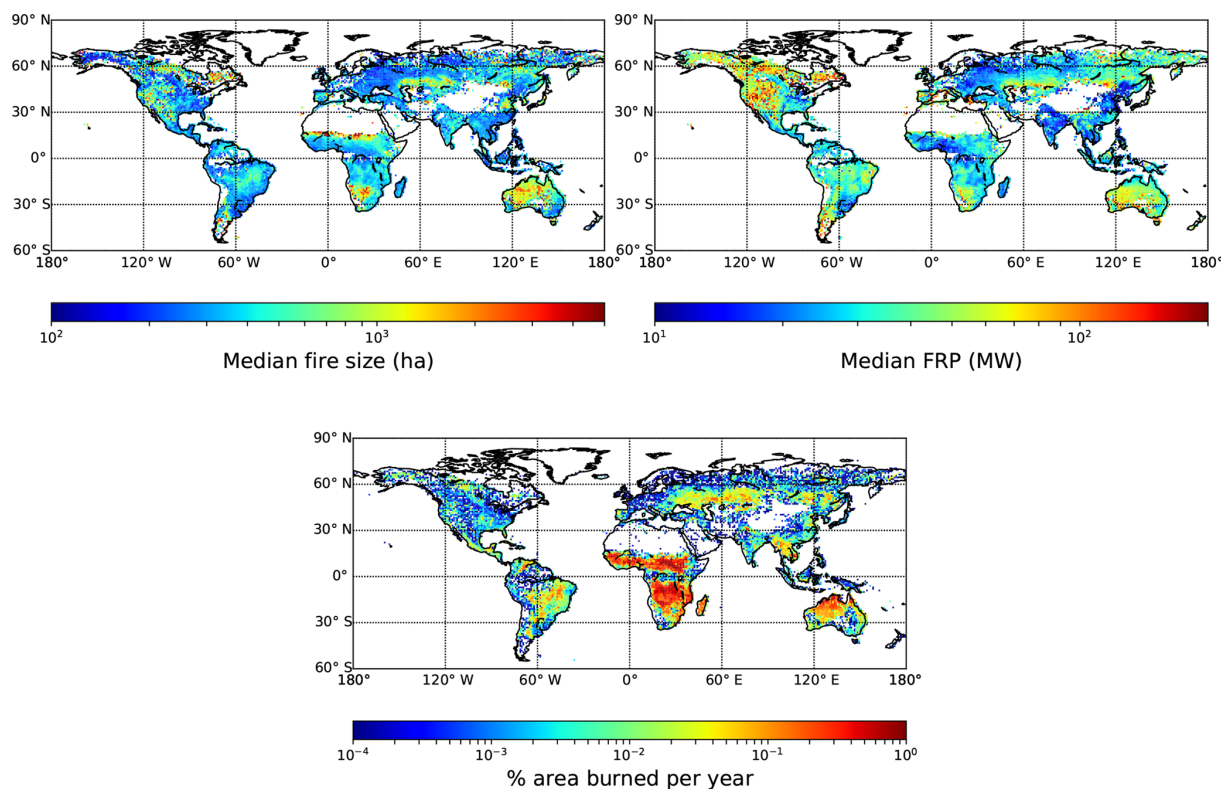 90° N
60° N
30° N
0°
30° S
60° S
180° 120° W 60° W 0° 60° E 120° E 180°
10² 10³
Median fire size (ha)
90° N
60° N
30° N
0°
30° S
60° S
180° 120° W 60° W 0° 60° E 120° E 180°
10¹ 10²
Median FRP (MW)
90° N
60° N
30° N
0°
30° S
60° S
180° 120° W 60° W 0° 60° E 120° E 180°
10⁻⁴ 10⁻³ 10⁻² 10⁻¹ 10⁰
% area burned per year